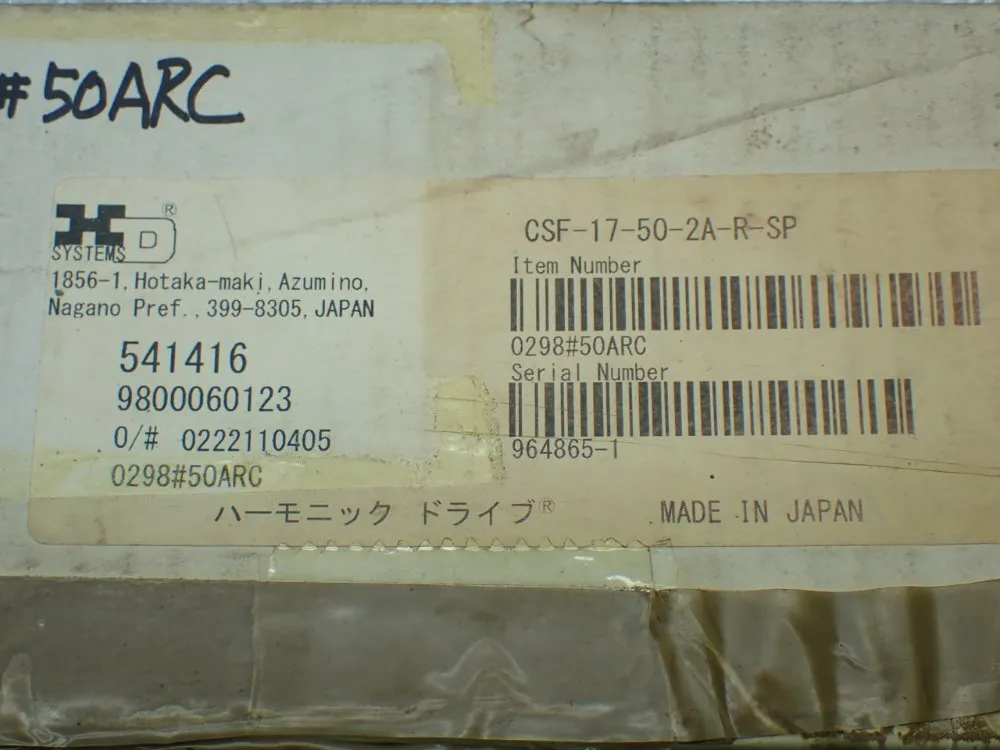 #50ARC
HD®
SYSTEMS
1856-1, Hotaka-maki, Azumino,
Nagano Pref., 399-8305, JAPAN
541416
9800060123
O/# 0222110405
0298#50ARC
CSF-17-50-2A-R-SP
Item Number
0298#50ARC
Serial Number
964865-1
ハーモニック ドライブ®
MADE IN JAPAN